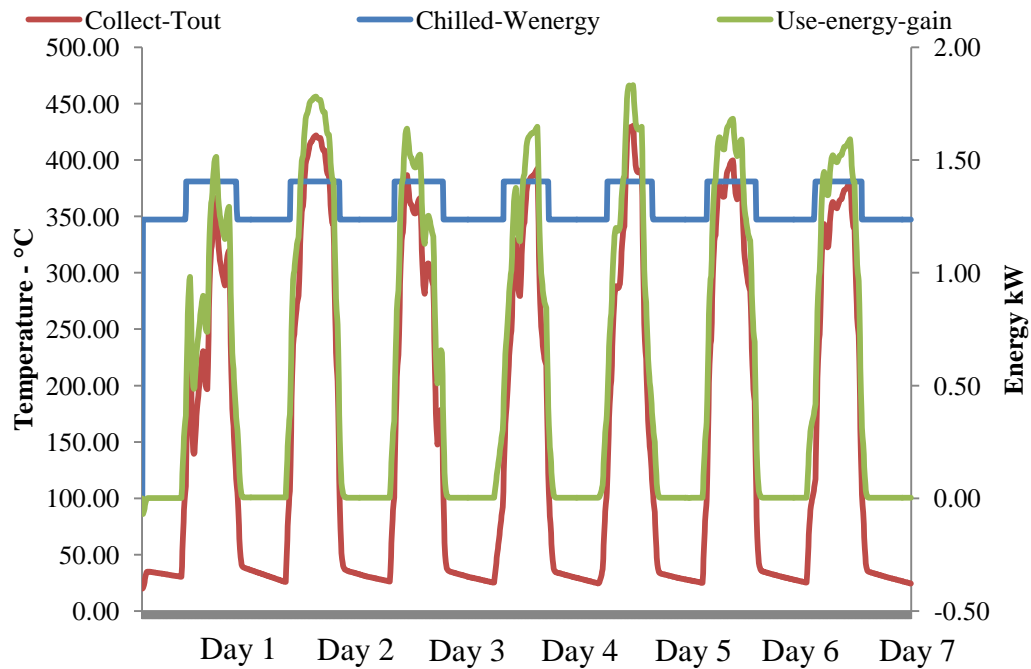 Collect-Tout Chilled-Wenergy Use-energy-gain
500.00 2.00
450.00
400.00 1.50
350.00
300.00 1.00
250.00
200.00 0.50
150.00
100.00 0.00
50.00
0.00 -0.50
Temperature - °C
Energy kW
Day 1 Day 2 Day 3 Day 4 Day 5 Day 6 Day 7